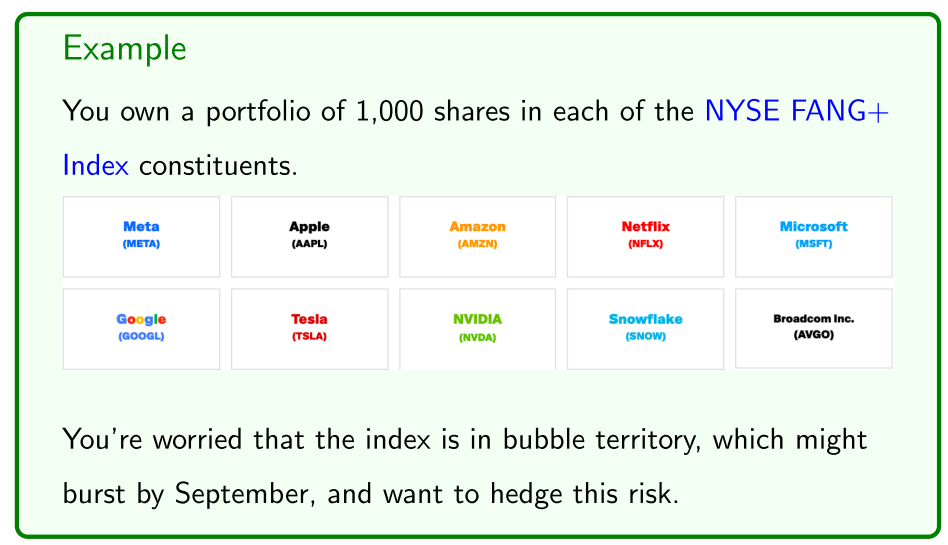 Example
You own a portfolio of 1,000 shares in each of the NYSE FANG+
Index constituents.
Meta
(META)
Apple
(AAPL)
Amazon
(AMZN)
Netflix
(NFLX)
Microsoft
(MSFT)
Google
(GOOGL)
Tesla
(TSLA)
NVIDIA
(NVDA)
Snowflake
(SNOW)
Broadcom Inc.
(AVGO)
You're worried that the index is in bubble territory, which might
burst by September, and want to hedge this risk.